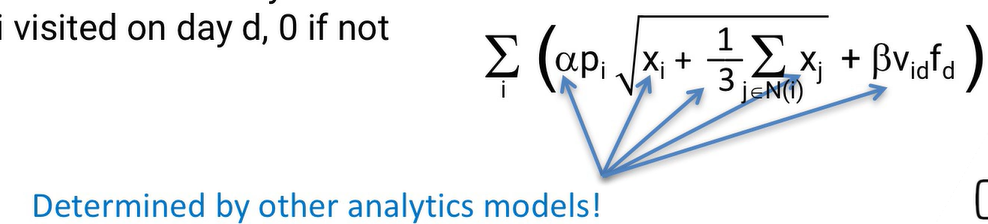 i visited on day d, 0 if not
∑i (αpi √(xi + 1/3 ∑j∈N(i) xj) + βvidfd)
Determined by other analytics models!